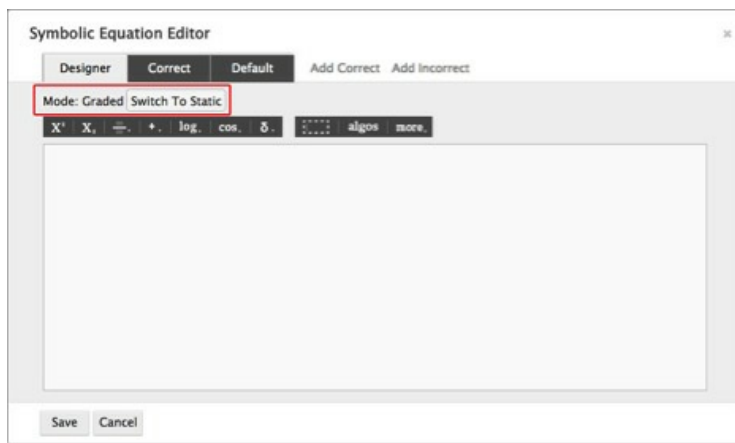 Symbolic Equation Editor
×
Designer Correct Default Add Correct Add Incorrect
Mode: Graded Switch To Static
log. cos. δ. algos more.
Save Cancel